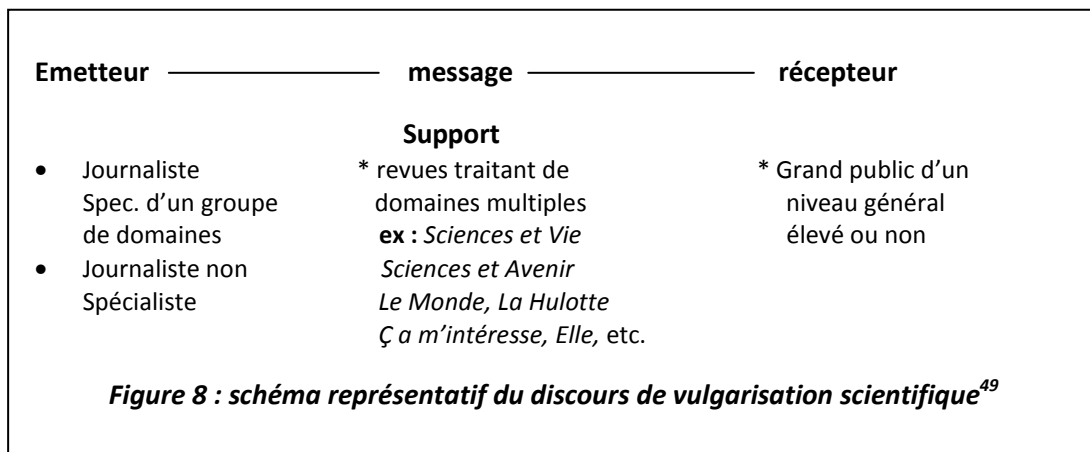 Emetteur message récepteur
Support
• Journaliste * revues traitant de * Grand public d’un
Spec. d’un groupe domaines multiples niveau général
de domaines ex : Sciences et Vie élevé ou non
• Journaliste non Sciences et Avenir
Spécialiste Le Monde, La Hulotte
Ç a m’intéresse, Elle, etc.
Figure 8 : schéma représentatif du discours de vulgarisation scientifique49